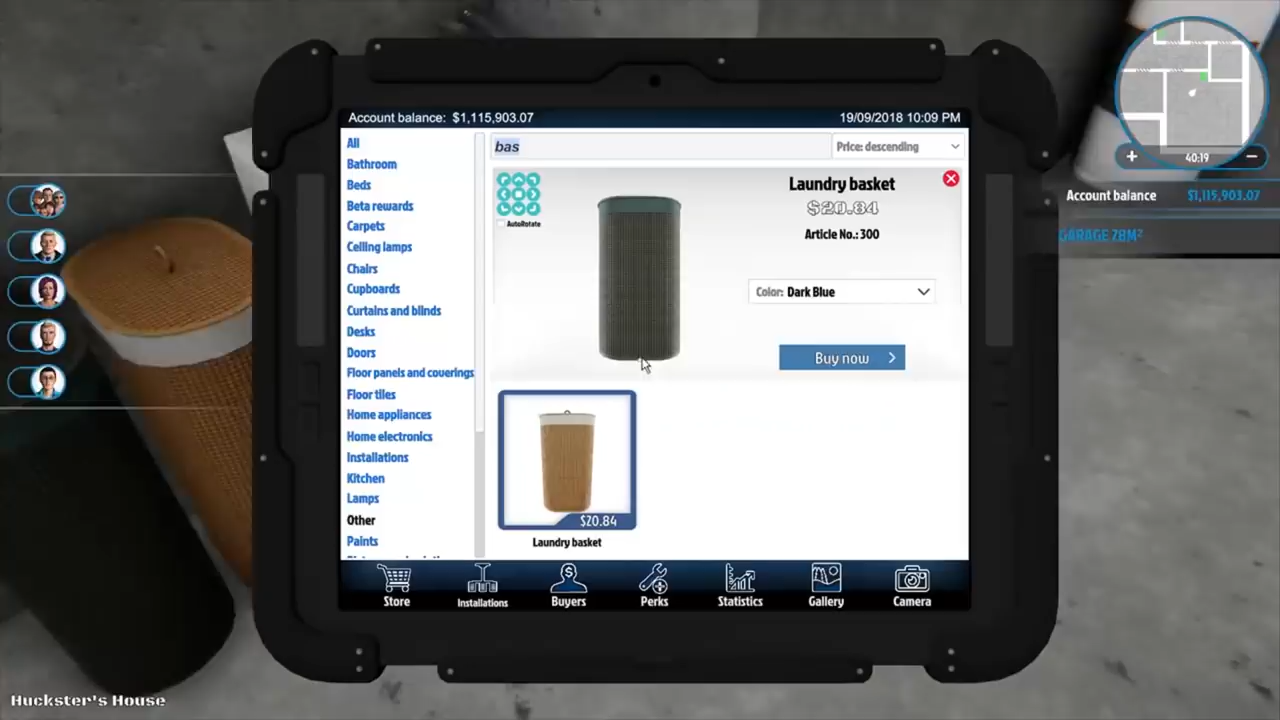 Account balance: $1,115,903.07
19/09/2018 10:09 PM
All
Bathroom
Beds
Beta rewards
Carpets
Ceiling lamps
Chairs
Cupboards
Curtains and blinds
Desks
Doors
Floor panels and coverings
Floor tiles
Home appliances
Home electronics
Installations
Kitchen
Lamps
Other
Paints
bas
Price: descending
AutoRotate
Laundry basket
$20.84
Article No.: 300
Color: Dark Blue
Buy now
$20.84
Laundry basket
Store
Installations
Buyers
Perks
Statistics
Gallery
Camera
+ 40:19 −
Account balance $1,115,903.07
GARAGE 28M²
Huckster's House